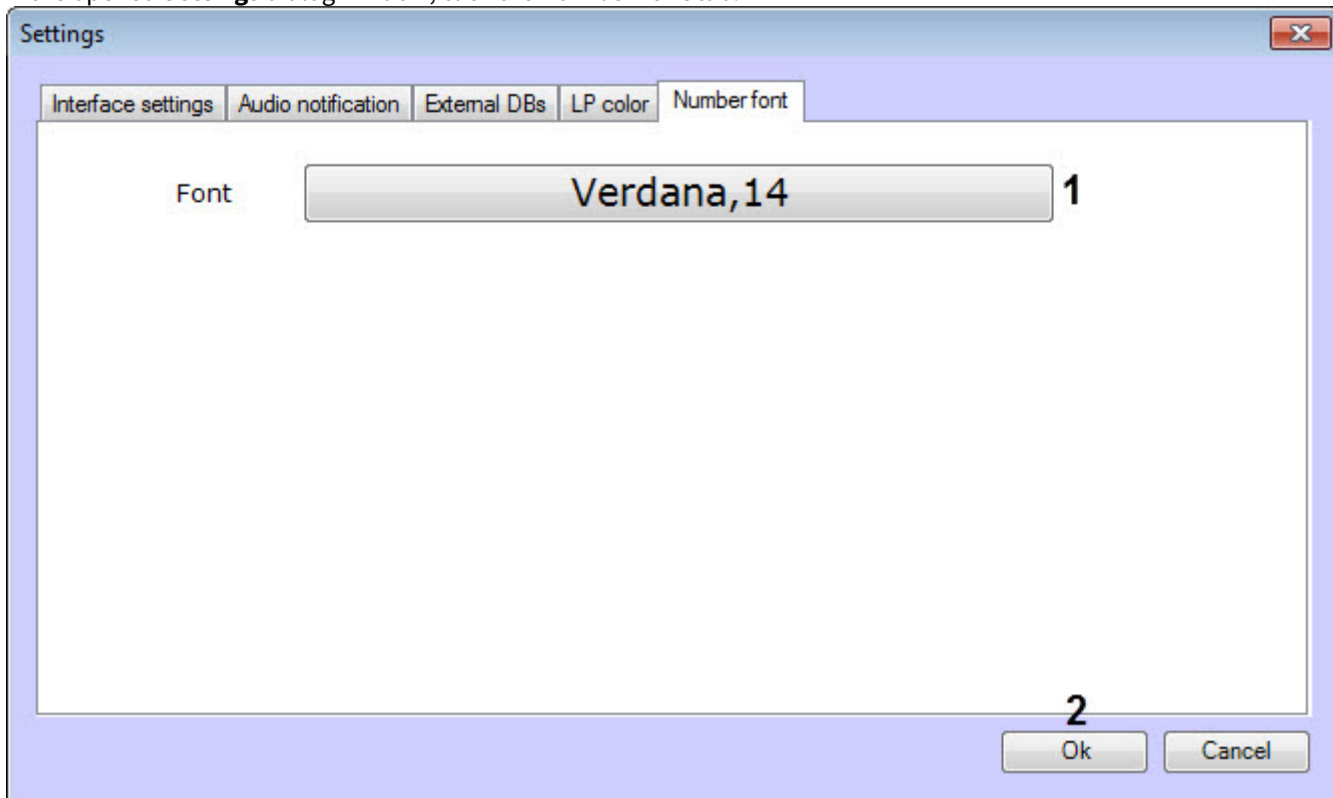 Settings
Interface settings Audio notification External DBs LP color Number font
Font Verdana,14 1
2
Ok Cancel